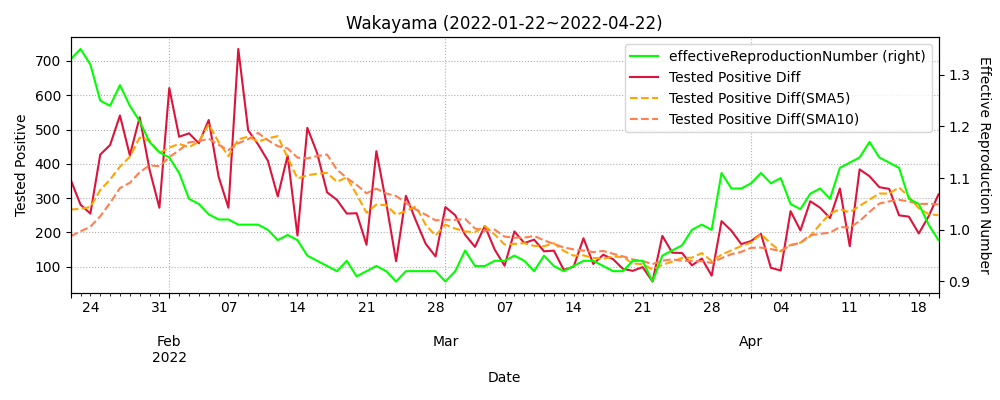 Wakayama (2022-01-22~2022-04-22)
effectiveReproductionNumber (right)
Tested Positive Diff
Tested Positive Diff(SMA5)
Tested Positive Diff(SMA10)
Tested Positive
700
600
500
400
300
200
100
1.3
1.2
1.1
1.0
0.9
Effective Reproduction Number
24 31 07 14 21 28 07 14 21 28 04 11 18
Feb Mar Apr
2022
Date